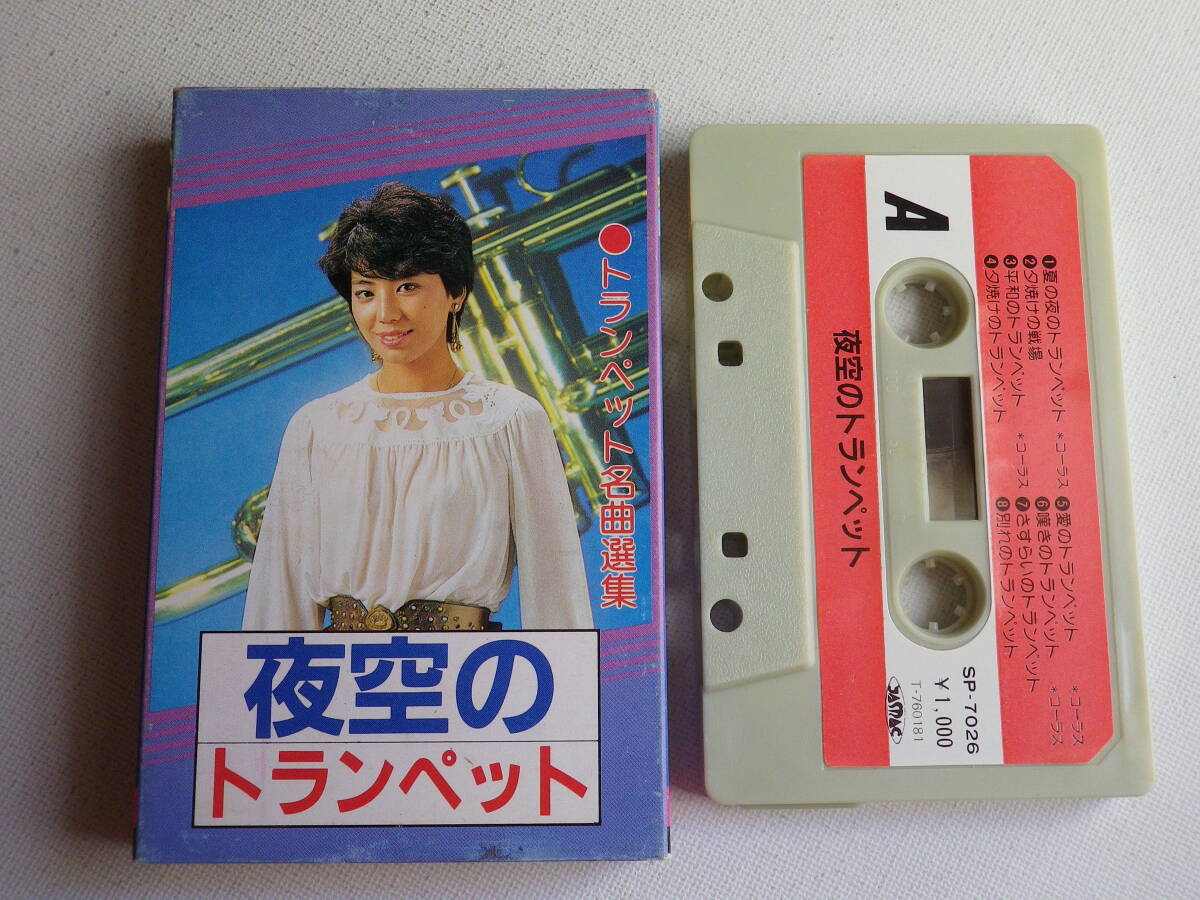 ●トランペット名曲選集
夜空の
トランペット
A
夜空のトランペット
❶夏の夜のトランペット *コーラス
❷夕焼けの戦場
❸平和のトランペット *コーラス
❹夕焼けのトランペット
❺愛のトランペット *コーラス
❻嘆きのトランペット *コーラス
❼さすらいのトランペット
❽別れのトランペット
SP-7026
¥1,000
T-760181
JASRAC